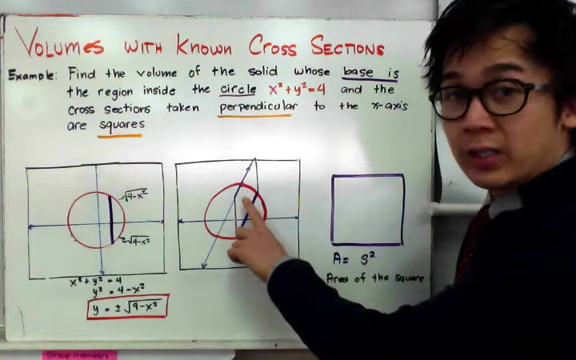 VOLUMES WITH KNOWN CROSS SECTIONS
Example: Find the volume of the solid whose base is
the region inside the circle x²+y²=4 and the
cross sections taken perpendicular to the x-axis
are squares
√4-x²
-√4-x²
x²+y²=4
y²=4-x²
y=±√4-x²
A= S²
Area of the square
Group members